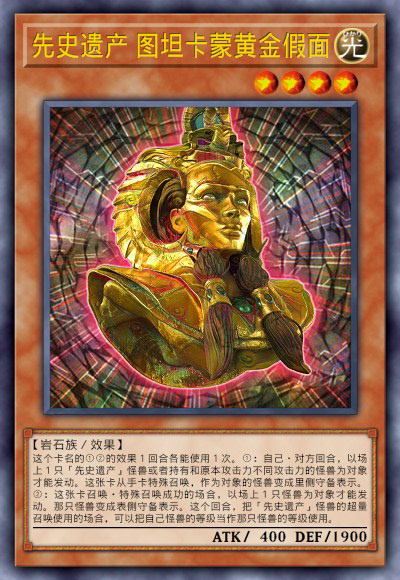 先史遗产 图坦卡蒙黄金假面
光
ひかり
【岩石族／效果】
这个卡名的①②的效果1回合各能使用1次。①：自己·对方回合，以场
上1只「先史遗产」怪兽或者持有和原本攻击力不同攻击力的怪兽为对象
才能发动。这张卡从手卡特殊召唤，作为对象的怪兽变成里侧守备表示。
②：这张卡召唤·特殊召唤成功的场合，以场上1只怪兽为对象才能发
动。那只怪兽变成表侧守备表示。这个回合，把「先史遗产」怪兽的超量
召唤使用的场合，可以把自己怪兽的等级当作那只怪兽的等级使用。
ATK/ 400 DEF/1900